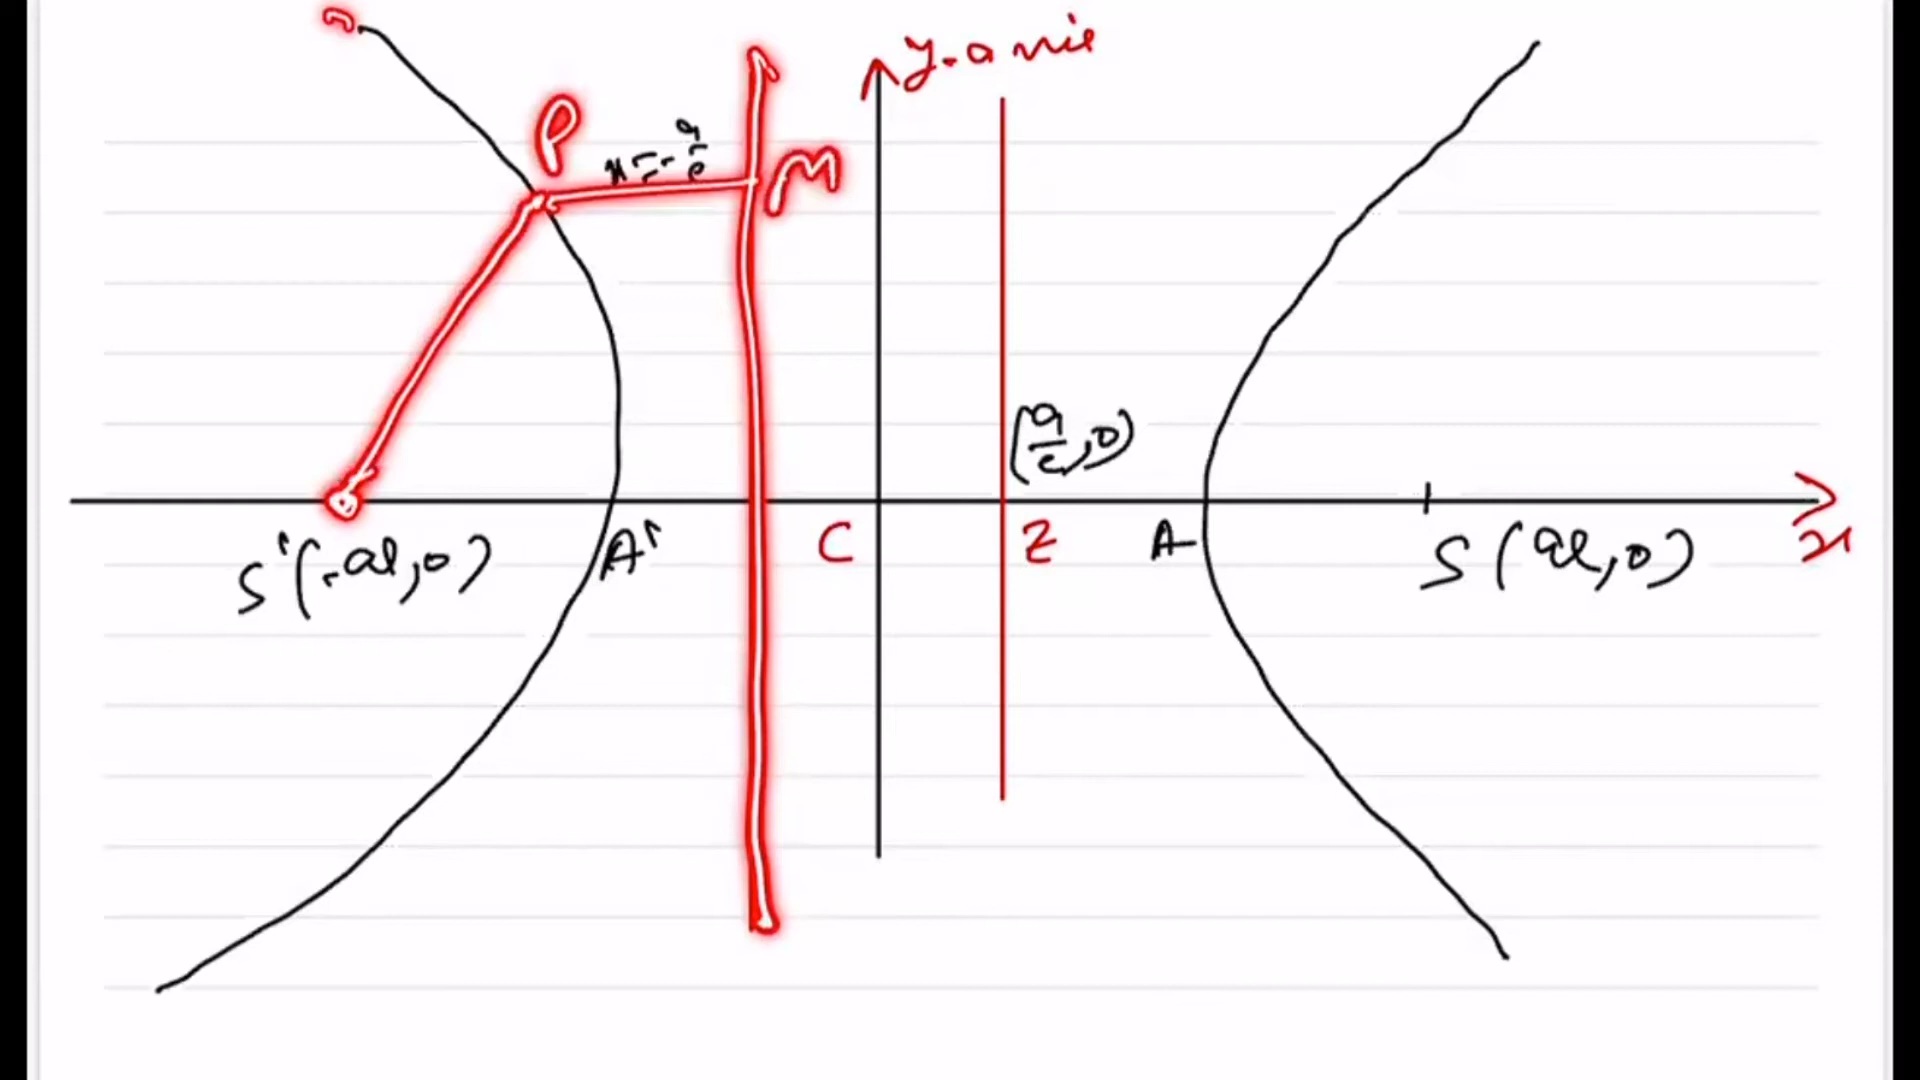 y-axis
P
x = -a/e
M
(a/e, 0)
C
Z
A
A'
x
S'(-ae, 0)
S(ae, 0)